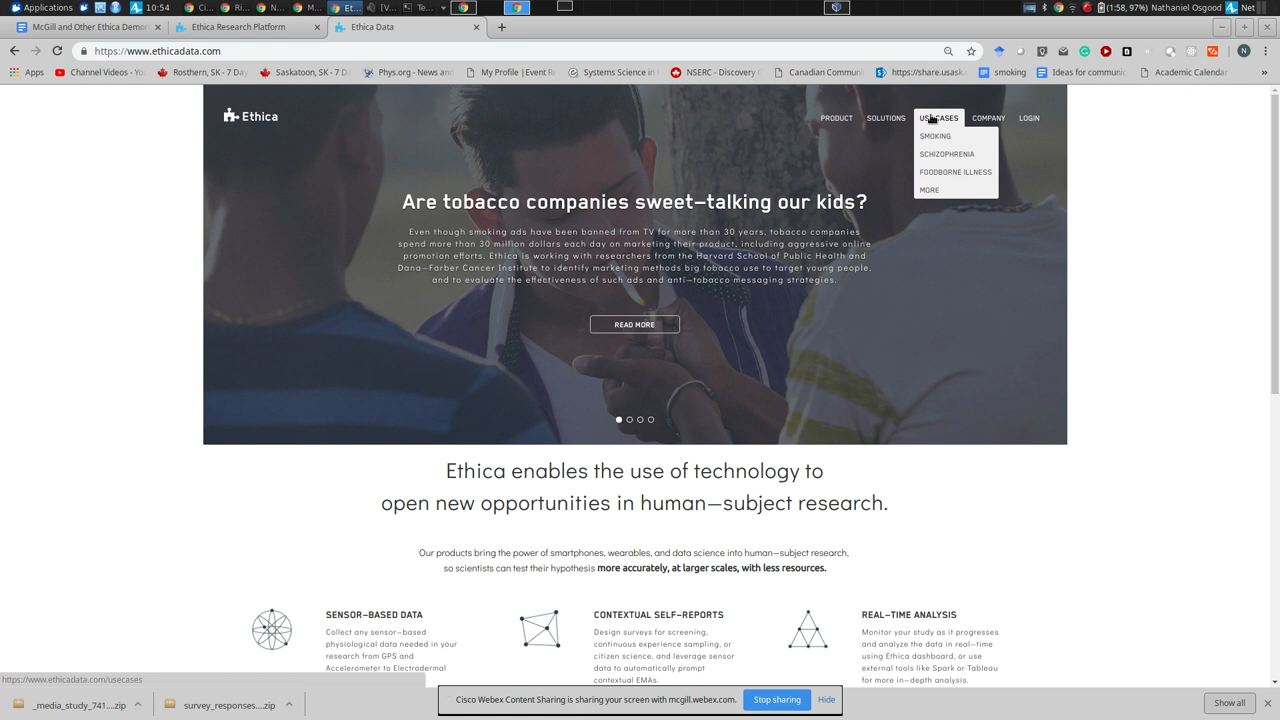 Applications
10:54
Ci...
Ri...
N...
M...
Et...
[V...
Te...
(1:58, 97%)
Nathaniel Osgood
Net
McGill and Other Ethica Demo
Ethica Research Platform
Ethica Data
https://www.ethicadata.com
Apps
Channel Videos - Yo
Rosthern, SK - 7 Day
Saskatoon, SK - 7 D
Phys.org - News and
My Profile | Event R
Systems Science in
NSERC - Discovery
Canadian Commun
https://share.usask.
smoking
Ideas for communic
Academic Calendar
»
Ethica
PRODUCT
SOLUTIONS
USE CASES
COMPANY
LOGIN
SMOKING
SCHIZOPHRENIA
FOODBORNE ILLNESS
MORE
Are tobacco companies sweet-talking our kids?
Even though smoking ads have been banned from TV for more than 30 years, tobacco companies
spend more than 30 million dollars each day on marketing their product, including aggressive online
promotion efforts. Ethica is working with researchers from the Harvard School of Public Health and
Dana-Farber Cancer Institute to identify marketing methods big tobacco use to target young people,
and to evaluate the effectiveness of such ads and anti-tobacco messaging strategies.
READ MORE
Ethica enables the use of technology to
open new opportunities in human-subject research.
Our products bring the power of smartphones, wearables, and data science into human-subject research,
so scientists can test their hypothesis more accurately, at larger scales, with less resources.
SENSOR-BASED DATA
Collect any sensor-based
physiological data needed in your
research from GPS and
Accelerometer to Electrodermal
CONTEXTUAL SELF-REPORTS
Design surveys for screening,
continuous experience sampling, or
citizen science, and leverage sensor
data to automatically prompt
contextual EMAs.
REAL-TIME ANALYSIS
Monitor your study as it progresses
and analyze the data in real-time
using Ethica dashboard, or use
external tools like Spark or Tableau
for more in-depth analysis.
https://www.ethicadata.com/usecases
_media_study_741....zip
survey_responses....zip
Cisco Webex Content Sharing is sharing your screen with mcgill.webex.com.
Stop sharing
Hide
Show all